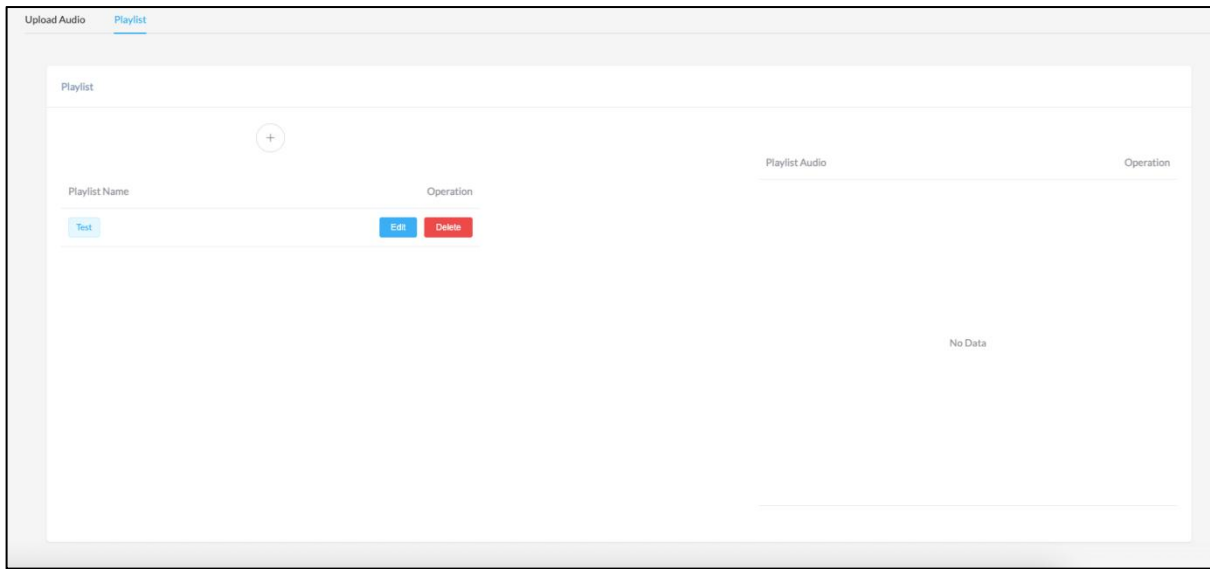 Upload Audio Playlist
Playlist
+
Playlist Audio Operation
Playlist Name Operation
Test Edit Delete
No Data